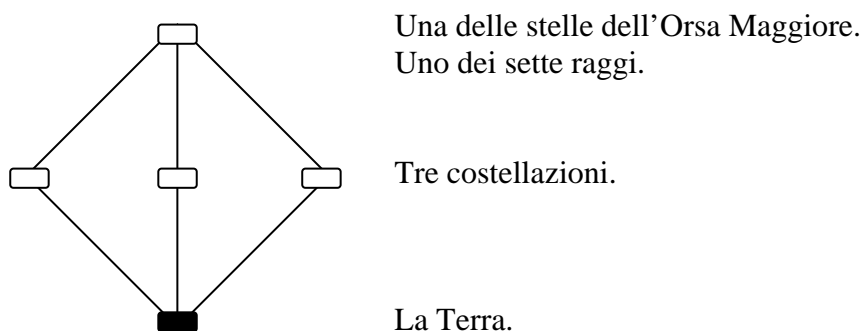 Una delle stelle dell’Orsa Maggiore.
Uno dei sette raggi.
Tre costellazioni.
La Terra.